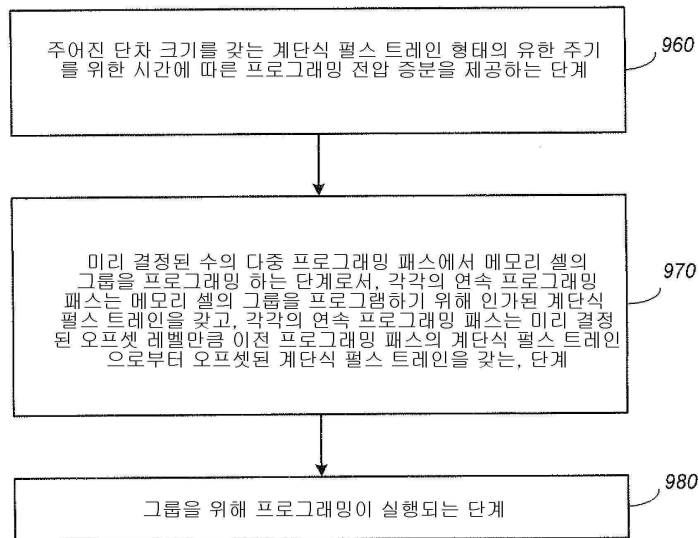 주어진 단차 크기를 갖는 계단식 펄스 트레인 형태의 유한 주기
를 위한 시간에 따른 프로그래밍 전압 증분을 제공하는 단계
960
미리 결정된 수의 다중 프로그래밍 패스에서 메모리 셀의
그룹을 프로그래밍 하는 단계로서, 각각의 연속 프로그래밍
패스는 메모리 셀의 그룹을 프로그램하기 위해 인가된 계단식
펄스 트레인을 갖고, 각각의 연속 프로그래밍 패스는 미리 결정
된 오프셋 레벨만큼 이전 프로그래밍 패스의 계단식 펄스 트레인
으로부터 오프셋된 계단식 펄스 트레인을 갖는, 단계
970
그룹을 위해 프로그래밍이 실행되는 단계
980